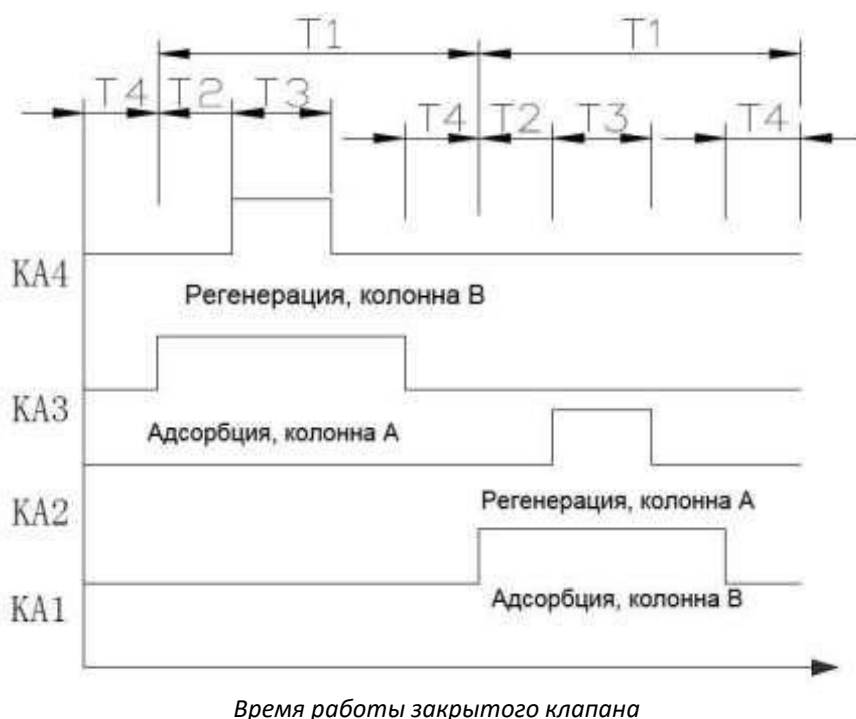 T1 T1
T4 T2 T3
T4 T2 T3 T4
KA4
Регенерация, колонна В
KA3
Адсорбция, колонна А
KA2
Регенерация, колонна А
KA1
Адсорбция, колонна В
Время работы закрытого клапана